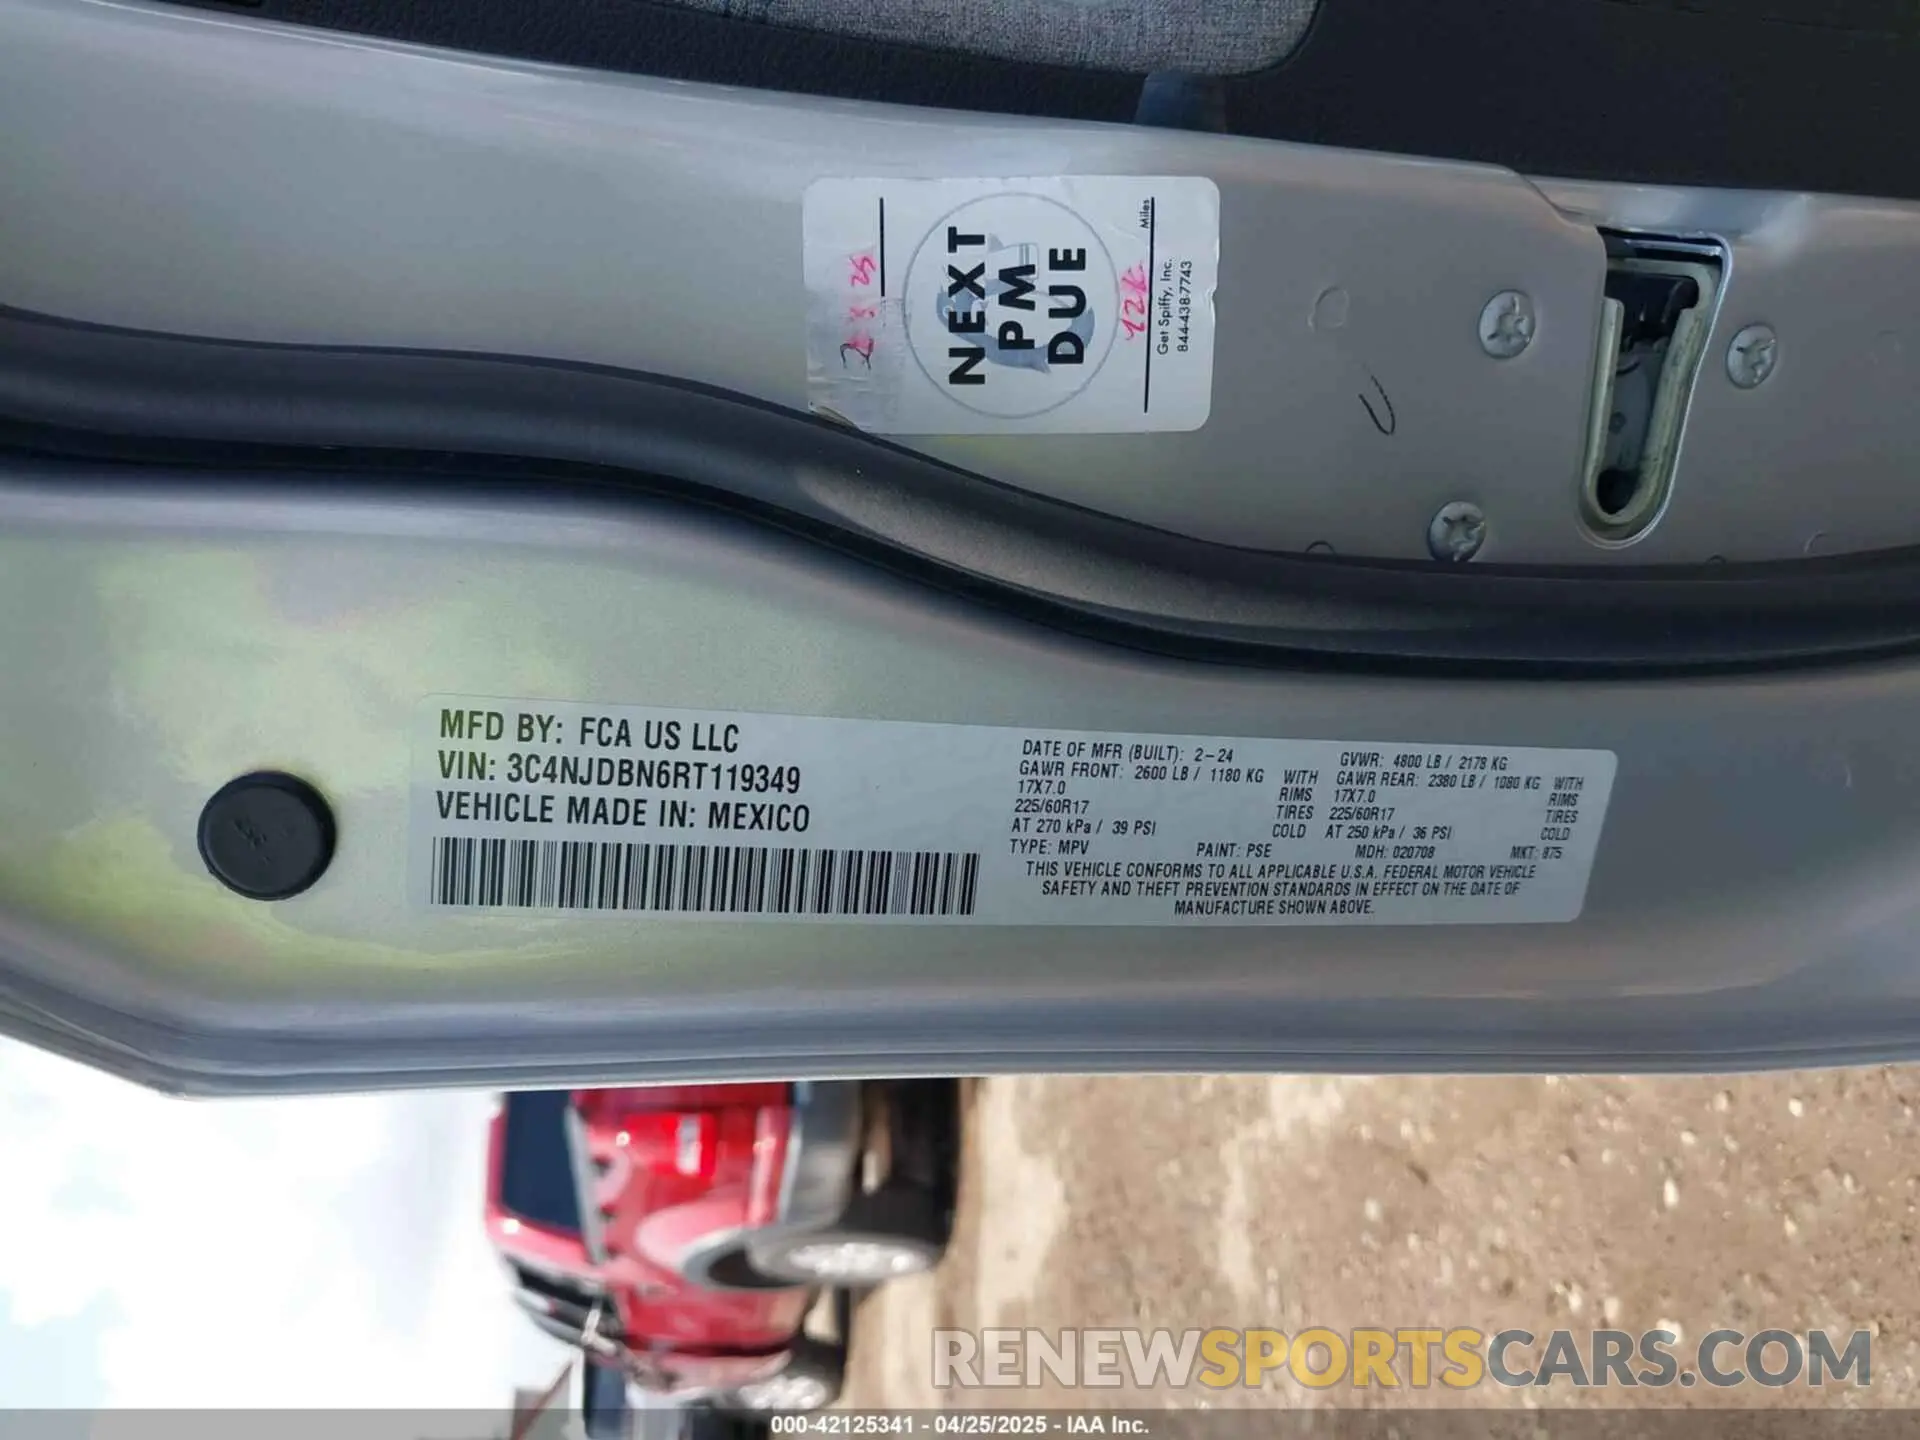 NEXT
PM
DUE
Miles
42K
Get Spiffy, Inc.
844-438-7743
MFD BY: FCA US LLC
VIN: 3C4NJDBN6RT119349
VEHICLE MADE IN: MEXICO
DATE OF MFR (BUILT): 2-24
GVWR: 4800 LB / 2178 KG
GAWR FRONT: 2600 LB / 1180 KG WITH
17X7.0 RIMS
225/60R17 TIRES
AT 270 kPa / 39 PSI COLD
GAWR REAR: 2380 LB / 1080 KG WITH
17X7.0 RIMS
225/60R17 TIRES
AT 250 kPa / 36 PSI COLD
TYPE: MPV PAINT: PSE MDH: 020708 MKT: 875
THIS VEHICLE CONFORMS TO ALL APPLICABLE U.S.A. FEDERAL MOTOR VEHICLE
SAFETY AND THEFT PREVENTION STANDARDS IN EFFECT ON THE DATE OF
MANUFACTURE SHOWN ABOVE.
RENEWSPORTSCARS.COM
000-42125341 - 04/25/2025 - IAA Inc.